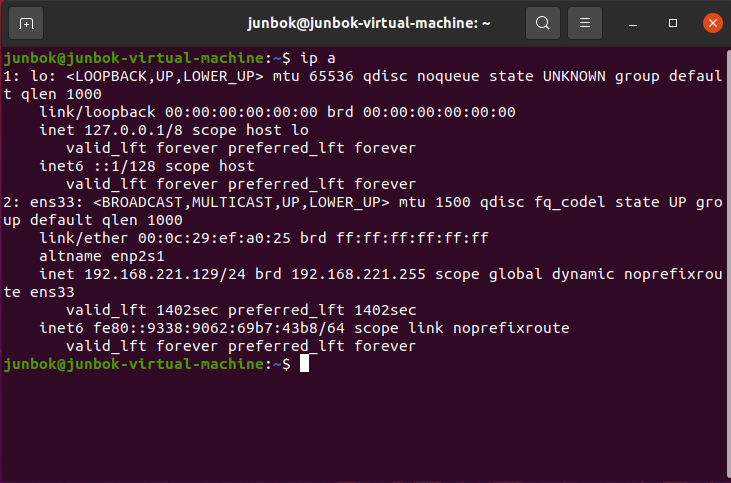 junbok@junbok-virtual-machine: ~
junbok@junbok-virtual-machine:~$ ip a
1: lo: <LOOPBACK,UP,LOWER_UP> mtu 65536 qdisc noqueue state UNKNOWN group defaul
t qlen 1000
    link/loopback 00:00:00:00:00:00 brd 00:00:00:00:00:00
    inet 127.0.0.1/8 scope host lo
       valid_lft forever preferred_lft forever
    inet6 ::1/128 scope host
       valid_lft forever preferred_lft forever
2: ens33: <BROADCAST,MULTICAST,UP,LOWER_UP> mtu 1500 qdisc fq_codel state UP gro
up default qlen 1000
    link/ether 00:0c:29:ef:a0:25 brd ff:ff:ff:ff:ff:ff
    altname enp2s1
    inet 192.168.221.129/24 brd 192.168.221.255 scope global dynamic noprefixrou
te ens33
       valid_lft 1402sec preferred_lft 1402sec
    inet6 fe80::9338:9062:69b7:43b8/64 scope link noprefixroute
       valid_lft forever preferred_lft forever
junbok@junbok-virtual-machine:~$